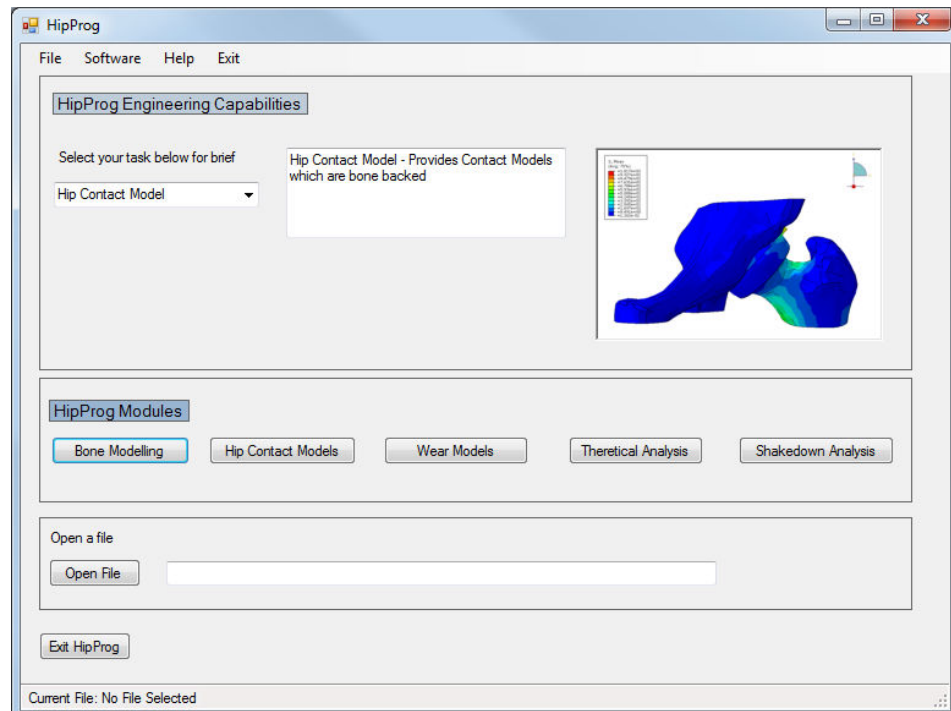 HipProg
File Software Help Exit
HipProg Engineering Capabilities
Select your task below for brief
Hip Contact Model
Hip Contact Model - Provides Contact Models
which are bone backed
HipProg Modules
Bone Modelling Hip Contact Models Wear Models Theretical Analysis Shakedown Analysis
Open a file
Open File
Exit HipProg
Current File: No File Selected